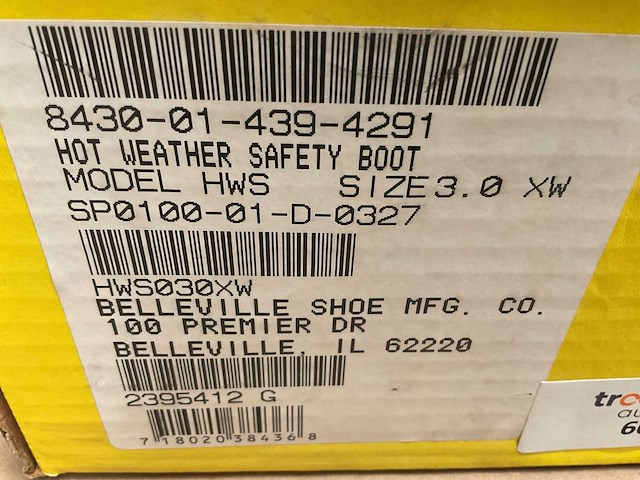 8430-01-439-4291
HOT WEATHER SAFETY BOOT
MODEL HWS SIZE 3.0 XW
SP0100-01-D-0327
HWS030XW
BELLEVILLE SHOE MFG. CO.
100 PREMIER DR
BELLEVILLE, IL 62220
2395412 G
7 18020 38436 8